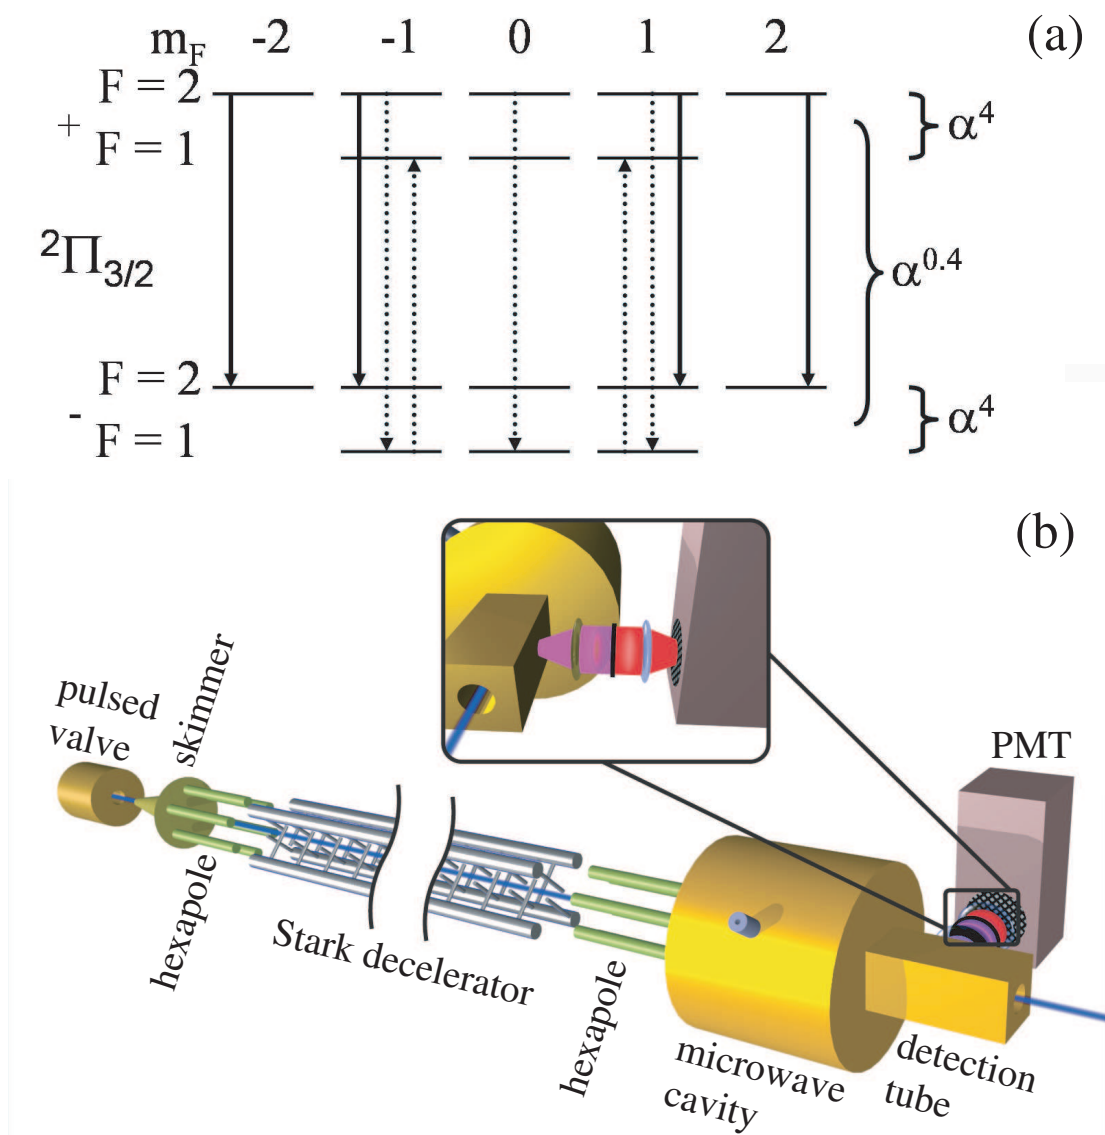 m_F -2 -1 0 1 2 (a)
F = 2
+
F = 1
α^4
²Π_3/2
α^0.4
F = 2
-
F = 1
α^4
(b)
pulsed
valve
skimmer
hexapole
Stark decelerator
hexapole
microwave
cavity
detection
tube
PMT